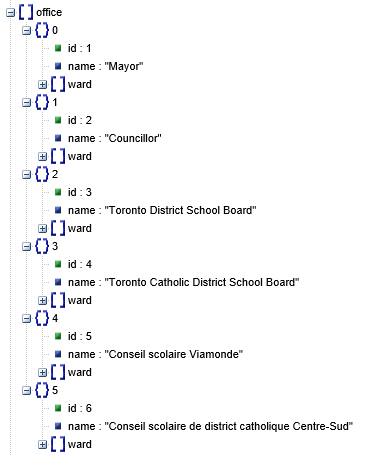 [ ] office
{ } 0
id : 1
name : "Mayor"
[ ] ward
{ } 1
id : 2
name : "Councillor"
[ ] ward
{ } 2
id : 3
name : "Toronto District School Board"
[ ] ward
{ } 3
id : 4
name : "Toronto Catholic District School Board"
[ ] ward
{ } 4
id : 5
name : "Conseil scolaire Viamonde"
[ ] ward
{ } 5
id : 6
name : "Conseil scolaire de district catholique Centre-Sud"
[ ] ward